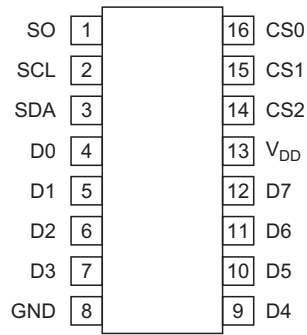 SO 1 16 CS0
SCL 2 15 CS1
SDA 3 14 CS2
D0 4 13 VDD
D1 5 12 D7
D2 6 11 D6
D3 7 10 D5
GND 8 9 D4